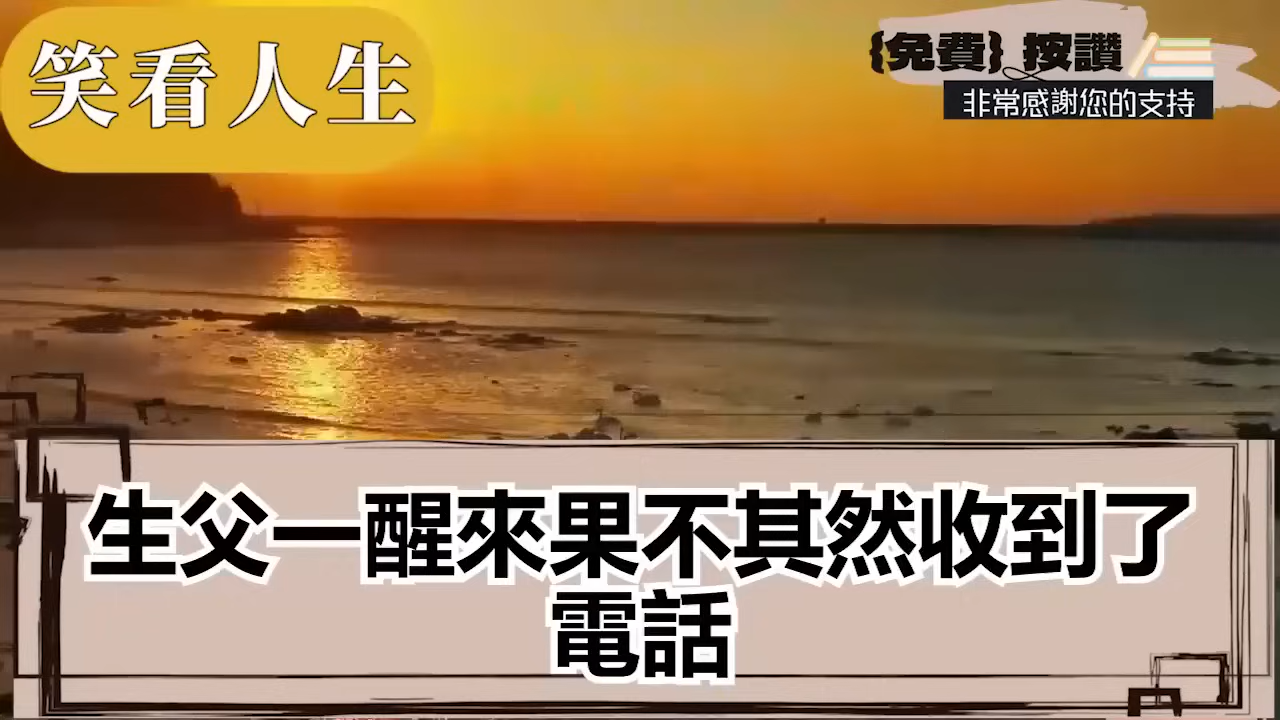 笑看人生
{免費} 按讚
非常感謝您的支持
生父一醒來果不其然收到了
電話